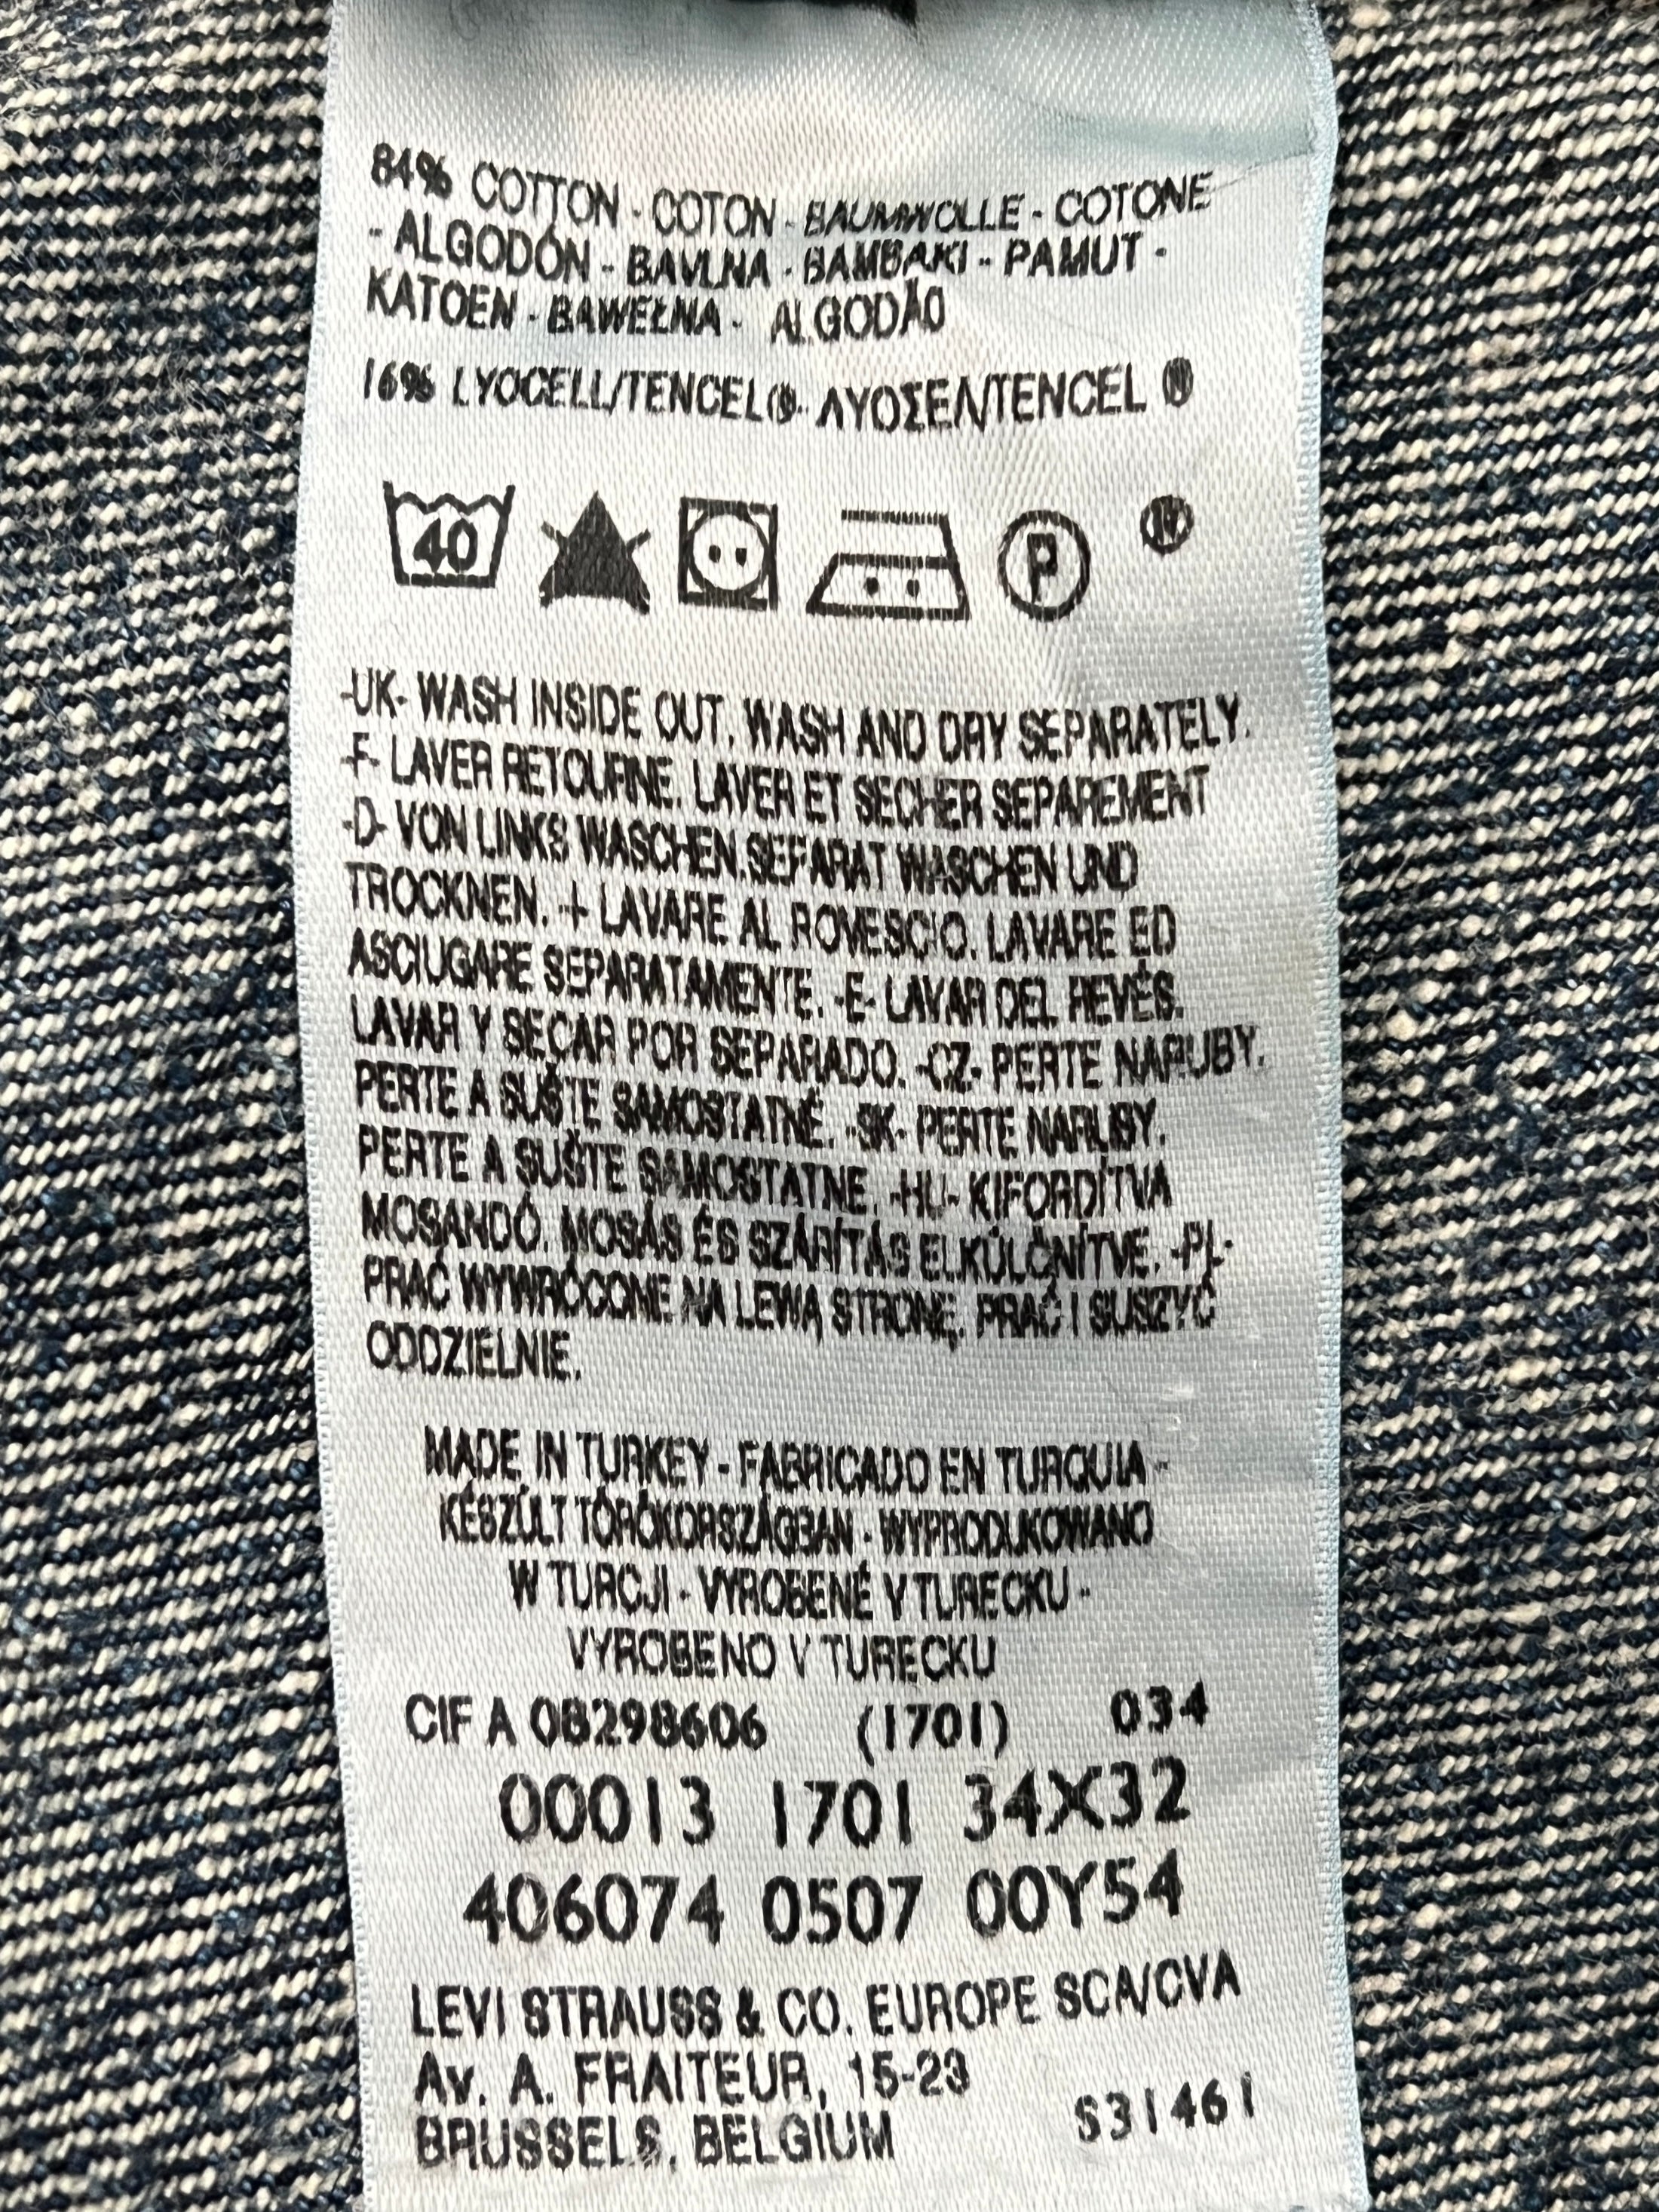 84% COTTON - COTON - BAUMWOLLE - COTONE
- ALGODÓN - BAVLNA - BAMBAKI - PAMUT -
KATOEN - BAWEŁNA - ALGODÃO
16% LYOCELL/TENCEL® - ΛΥΟΣΕΛ/TENCEL ®
40 P ®
-UK- WASH INSIDE OUT. WASH AND DRY SEPARATELY.
-F- LAVER RETOURNE. LAVER ET SECHER SEPAREMENT
-D- VON LINKS WASCHEN.SEPARAT WASCHEN UND
TROCKNEN. -I- LAVARE AL ROVESCIO. LAVARE ED
ASCIUGARE SEPARATAMENTE. -E- LAVAR DEL REVÉS.
LAVAR Y SECAR POR SEPARADO. -CZ- PERTE NARUBY.
PERTE A SUŠTE SAMOSTATNĚ. -SK- PERTE NARUBY.
PERTE A SUŠTE SAMOSTATNE. -HU- KIFORDÍTVA
MOSANDÓ. MOSÁS ÉS SZÁRÍTÁS ELKÜLÖNÍTVE. -PL-
PRAĆ WYWRÓCONE NA LEWĄ STRONĘ. PRAĆ I SUSZYĆ
ODDZIELNIE.
MADE IN TURKEY - FABRICADO EN TURQUIA -
KÉSZÜLT TÖRÖKORSZÁGBAN - WYPRODUKOWANO
W TURCJI - VYROBENÉ V TURECKU -
VYROBENO V TURECKU
CIF A 08298606 (1701) 034
00013 1701 34X32
406074 0507 00Y54
LEVI STRAUSS & CO. EUROPE SCA/CVA
Av. A. FRAITEUR, 15-23
BRUSSELS, BELGIUM S31461